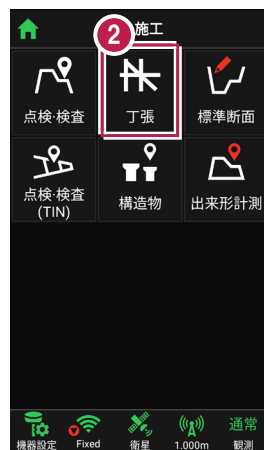 施工
2
点検・検査
丁張
標準断面
点検・検査
(TIN)
構造物
出来形計測
通常
機器設定
Fixed
衛星
1.000m
観測